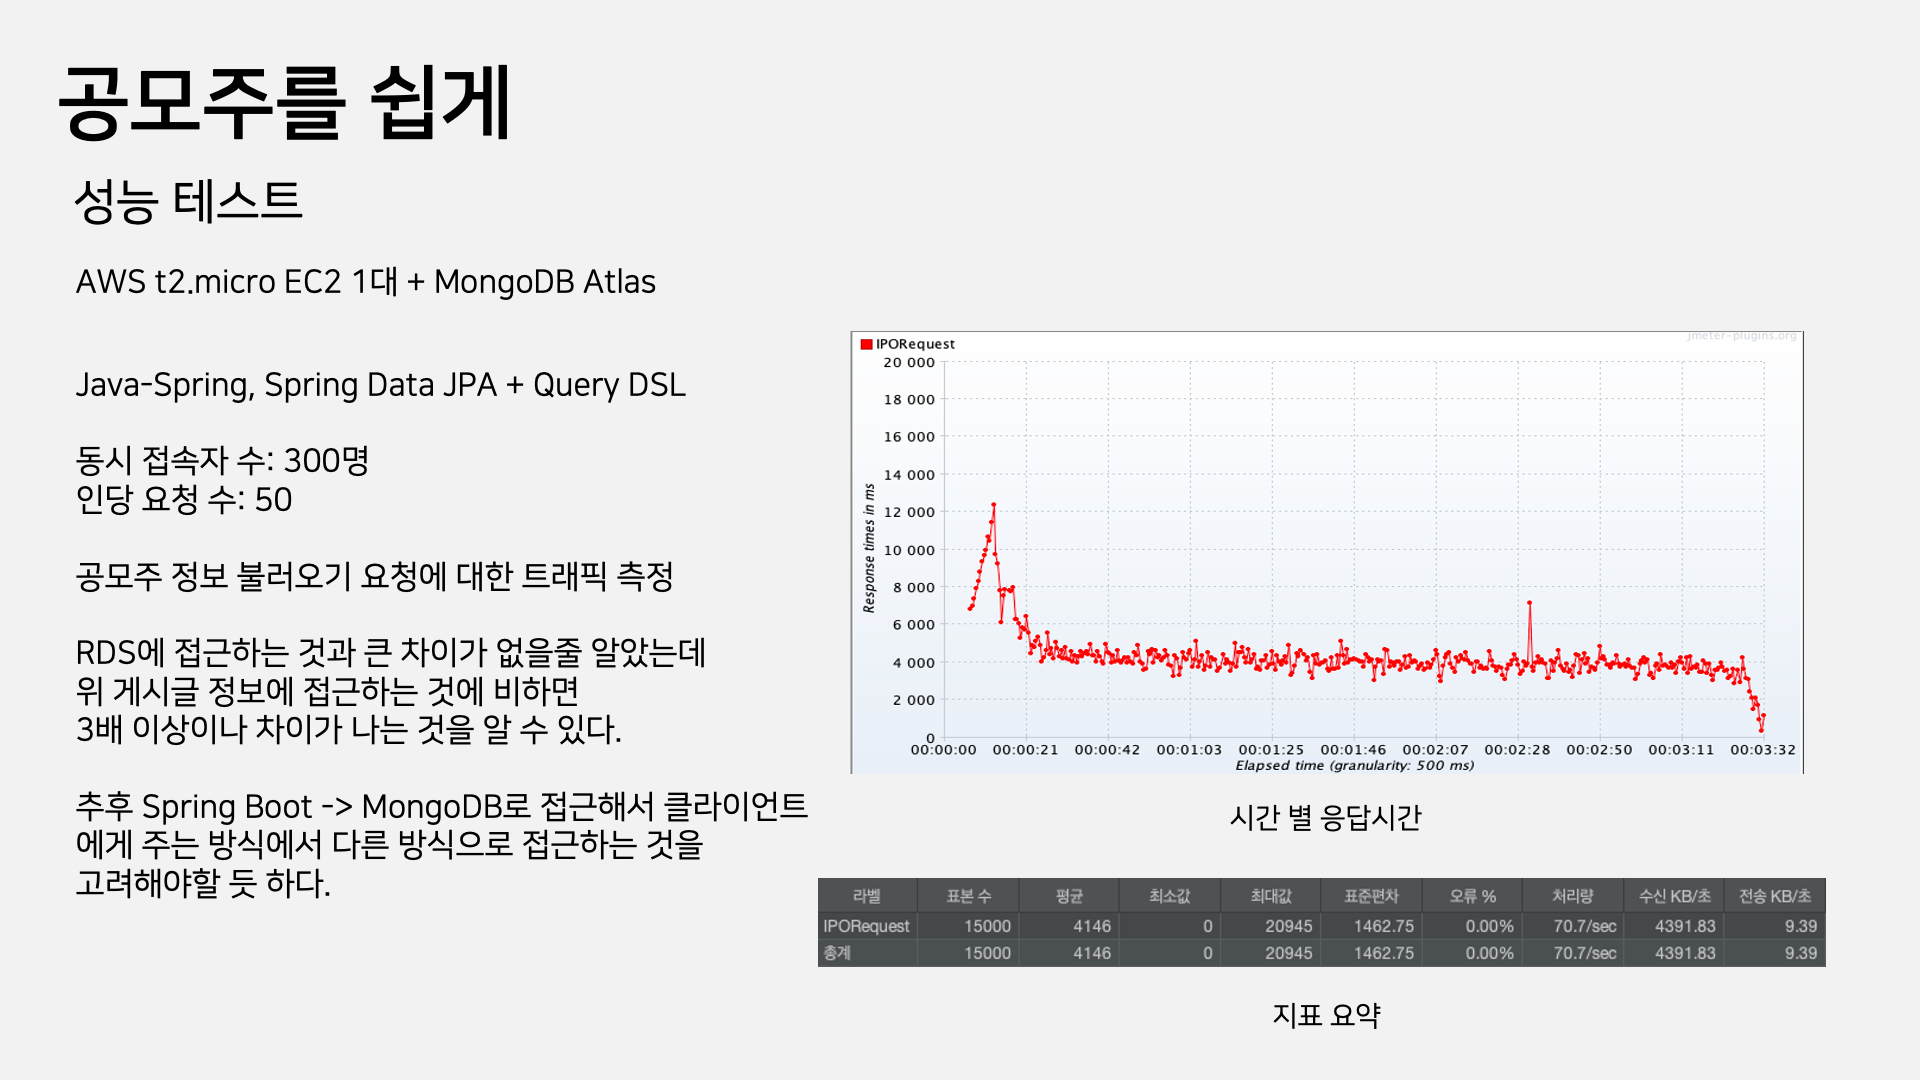 공모주를 쉽게
성능 테스트
AWS t2.micro EC2 1대 + MongoDB Atlas
Java-Spring, Spring Data JPA + Query DSL
동시 접속자 수: 300명
인당 요청 수: 50
공모주 정보 불러오기 요청에 대한 트래픽 측정
RDS에 접근하는 것과 큰 차이가 없을줄 알았는데
위 게시글 정보에 접근하는 것에 비하면
3배 이상이나 차이가 나는 것을 알 수 있다.
추후 Spring Boot -> MongoDB로 접근해서 클라이언트
에게 주는 방식에서 다른 방식으로 접근하는 것을
고려해야할 듯 하다.
jmeter-plugins.org
IPORequest
20 000
18 000
16 000
14 000
12 000
10 000
8 000
6 000
4 000
2 000
0
Response times in ms
00:00:00 00:00:21 00:00:42 00:01:03 00:01:25 00:01:46 00:02:07 00:02:28 00:02:50 00:03:11 00:03:32
Elapsed time (granularity: 500 ms)
시간 별 응답시간
라벨 표본 수 평균 최소값 최대값 표준편차 오류 % 처리량 수신 KB/초 전송 KB/초
IPORequest 15000 4146 0 20945 1462.75 0.00% 70.7/sec 4391.83 9.39
총계 15000 4146 0 20945 1462.75 0.00% 70.7/sec 4391.83 9.39
지표 요약